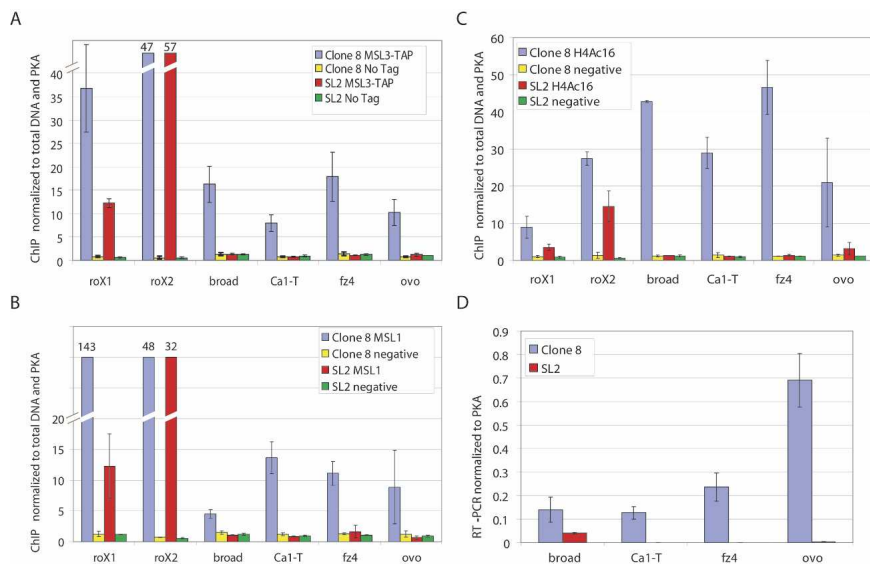 A
ChIP normalized to total DNA and PKA
40
30
25
20
15
10
5
0
47
57
Clone 8 MSL3-TAP
Clone 8 No Tag
SL2 MSL3-TAP
SL2 No Tag
roX1 roX2 broad Ca1-T fz4 ovo
B
ChIP normalized to total DNA and PKA
20
15
10
5
0
143
48
32
Clone 8 MSL1
Clone 8 negative
SL2 MSL1
SL2 negative
roX1 roX2 broad Ca1-T fz4 ovo
C
ChIP normalized to total DNA and PKA
60
50
40
30
20
10
0
Clone 8 H4Ac16
Clone 8 negative
SL2 H4Ac16
SL2 negative
roX1 roX2 broad Ca1-T fz4 ovo
D
RT -PCR normalized to PKA
0.9
0.8
0.7
0.6
0.5
0.4
0.3
0.2
0.1
0
Clone 8
SL2
broad Ca1-T fz4 ovo